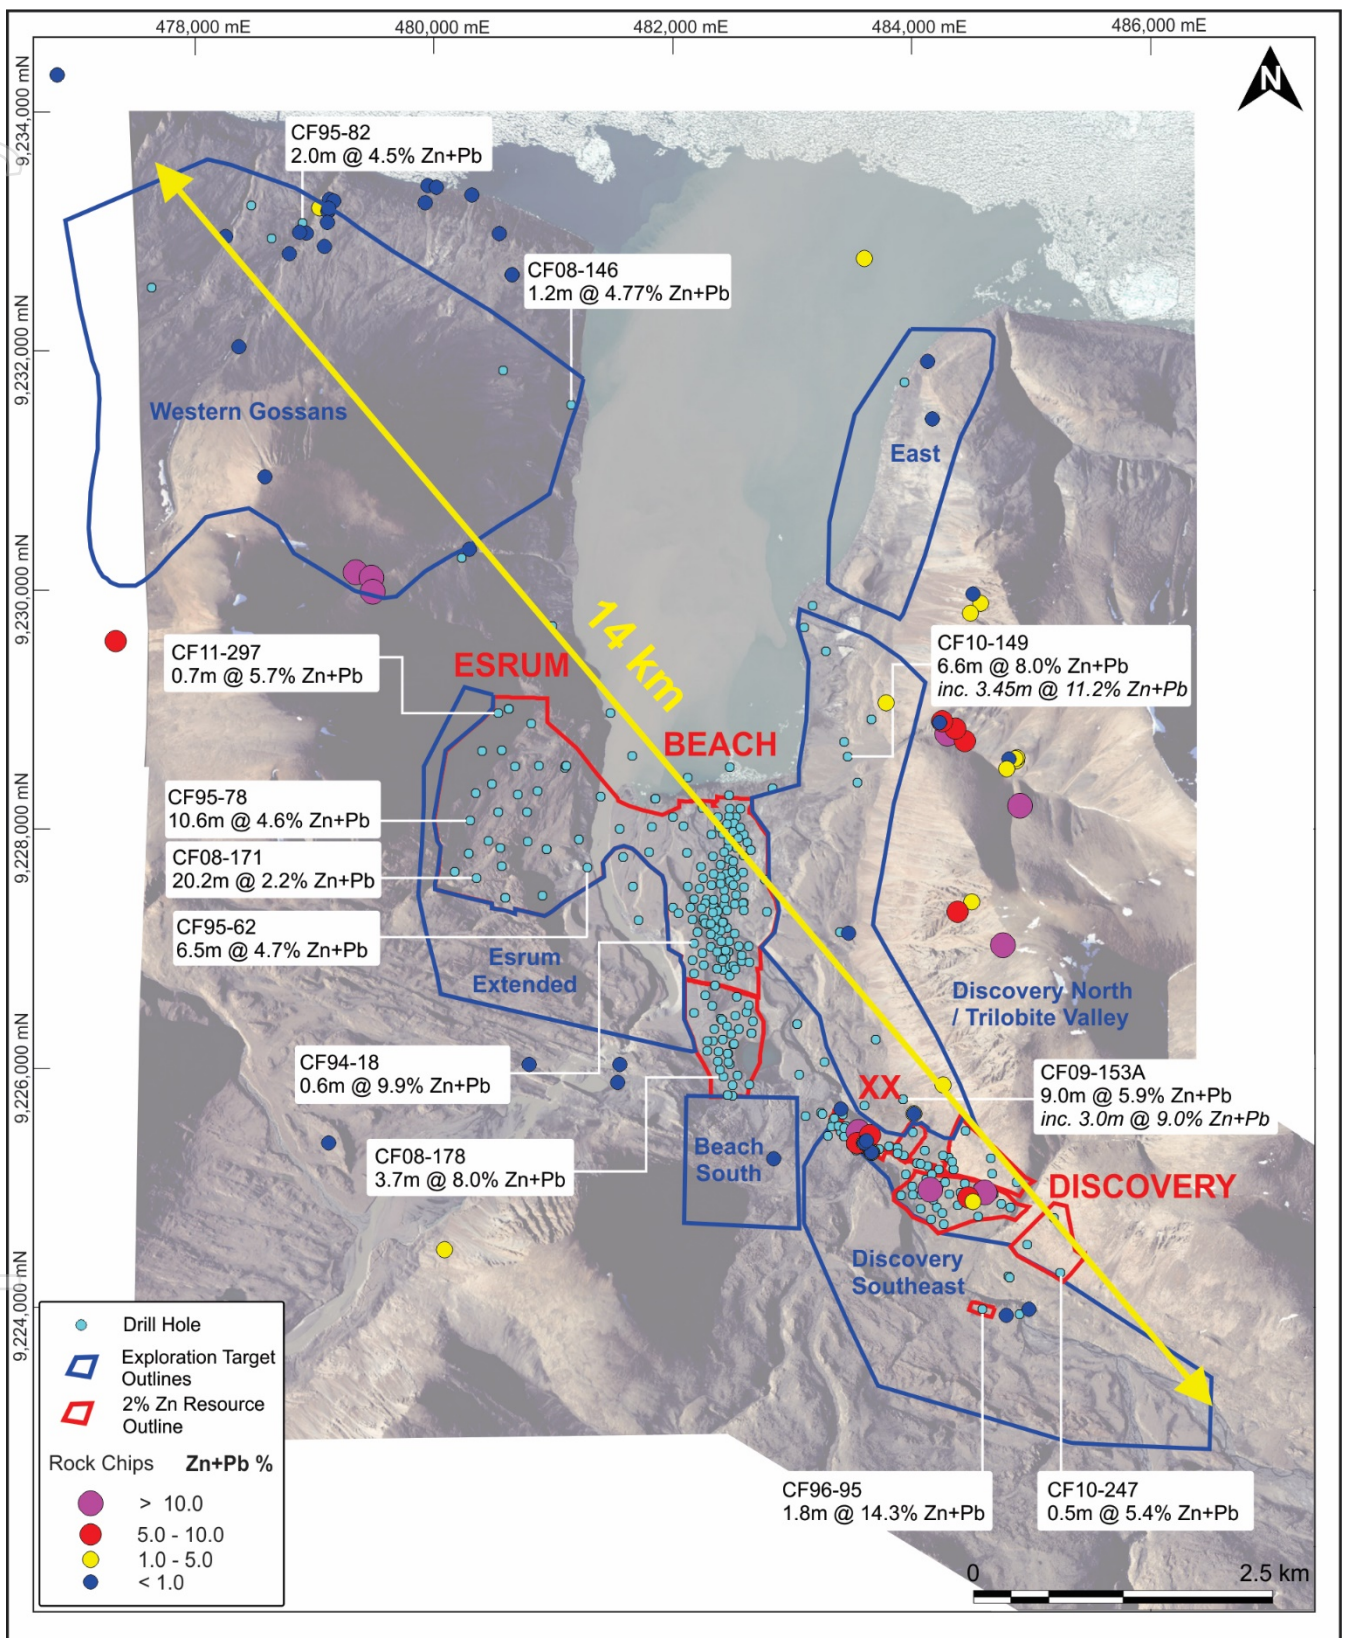 478,000 mE
480,000 mE
482,000 mE
484,000 mE
486,000 mE
N
9,234,000 mN
9,232,000 mN
9,230,000 mN
9,228,000 mN
9,226,000 mN
9,224,000 mN
CF95-82
2.0m @ 4.5% Zn+Pb
CF08-146
1.2m @ 4.77% Zn+Pb
Western Gossans
East
14 km
CF11-297
0.7m @ 5.7% Zn+Pb
ESRUM
CF10-149
6.6m @ 8.0% Zn+Pb
inc. 3.45m @ 11.2% Zn+Pb
BEACH
CF95-78
10.6m @ 4.6% Zn+Pb
CF08-171
20.2m @ 2.2% Zn+Pb
CF95-62
6.5m @ 4.7% Zn+Pb
Esrum
Extended
Discovery North
/ Trilobite Valley
CF94-18
0.6m @ 9.9% Zn+Pb
XX
CF09-153A
9.0m @ 5.9% Zn+Pb
inc. 3.0m @ 9.0% Zn+Pb
CF08-178
3.7m @ 8.0% Zn+Pb
Beach
South
DISCOVERY
Discovery
Southeast
CF96-95
1.8m @ 14.3% Zn+Pb
CF10-247
0.5m @ 5.4% Zn+Pb
Drill Hole
Exploration Target
Outlines
2% Zn Resource
Outline
Rock Chips Zn+Pb %
> 10.0
5.0 - 10.0
1.0 - 5.0
< 1.0
0 2.5 km